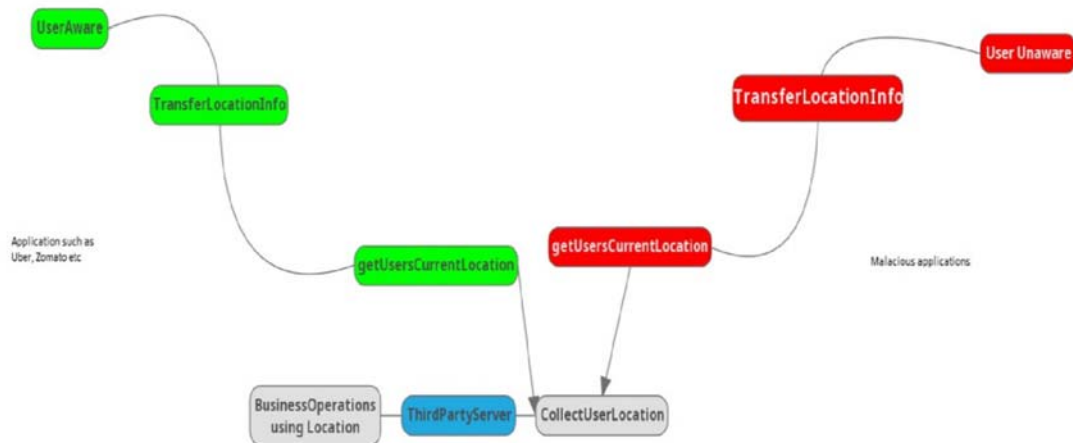 UserAware
User Unaware
TransferLocationInfo
TransferLocationInfo
Application such as
Uber, Zomato etc
getUsersCurrentLocation
getUsersCurrentLocation
Malacious applications
BusinessOperations
using Location
ThirdPartyServer
CollectUserLocation